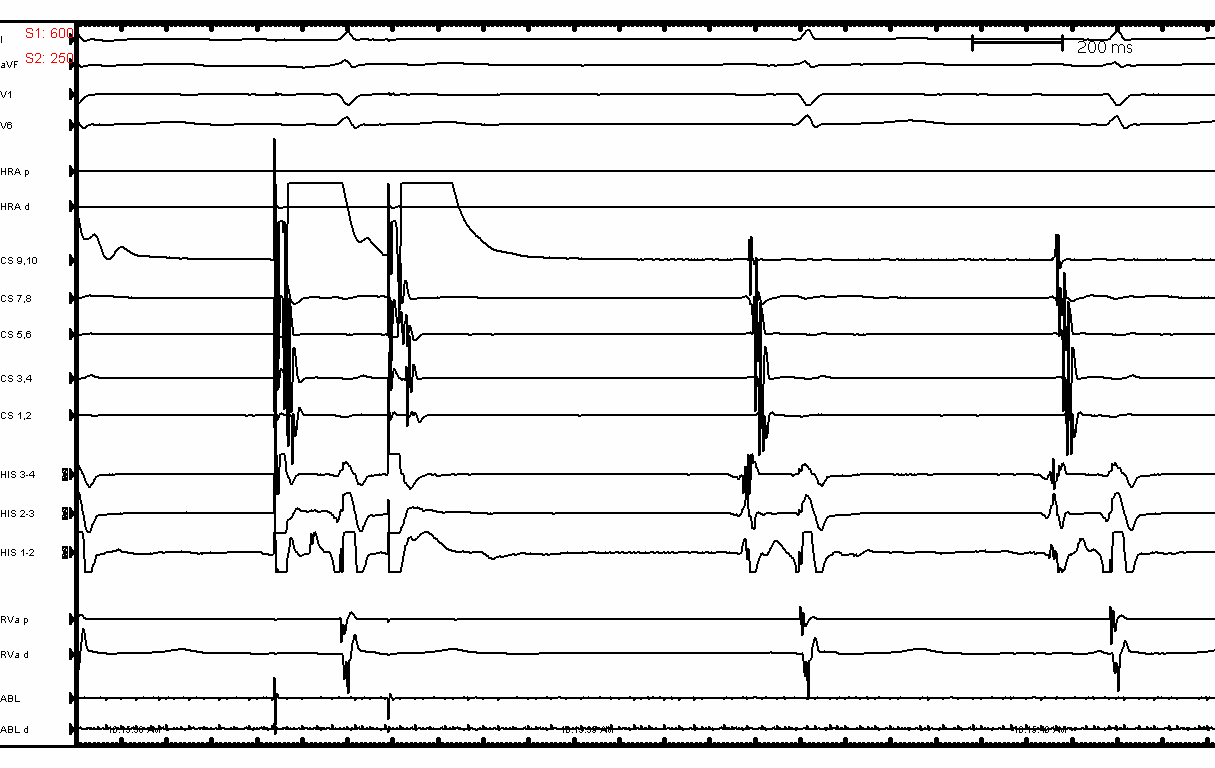 S1: 600
I
S2: 250
200 ms
aVF
V1
V6
HRA p
HRA d
CS 9,10
CS 7,8
CS 5,6
CS 3,4
CS 1,2
HIS 3-4
HIS 2-3
HIS 1-2
RVa p
RVa d
ABL
ABL d